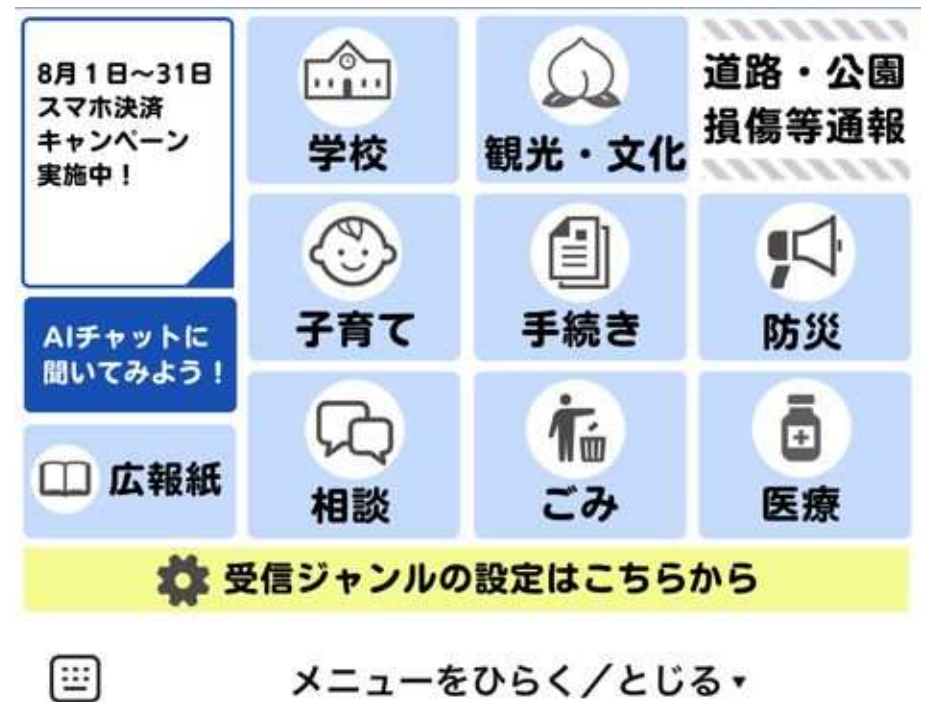 8月1日～31日
スマホ決済
キャンペーン
実施中！
学校
観光・文化
道路・公園
損傷等通報
AIチャットに
聞いてみよう！
子育て
手続き
防災
広報紙
相談
ごみ
医療
受信ジャンルの設定はこちらから
メニューをひらく／とじる▾